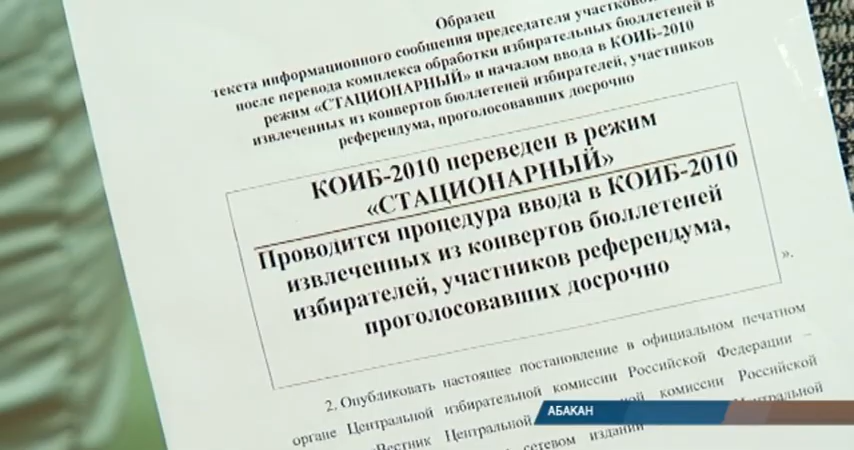 Образец
текста информационного сообщения председателя участковой
после перевода комплекса обработки избирательных бюллетеней в
режим «СТАЦИОНАРНЫЙ» и началом ввода в КОИБ-2010
извлеченных из конвертов бюллетеней избирателей, участников
референдума, проголосовавших досрочно
КОИБ-2010 переведен в режим
«СТАЦИОНАРНЫЙ»
Проводится процедура ввода в КОИБ-2010
извлеченных из конвертов бюллетеней
избирателей, участников референдума,
проголосовавших досрочно
».
2. Опубликовать настоящее постановление в официальном печатном
органе Центральной избирательной комиссии Российской Федерации –
«Вестник Центральной комиссии Российской
сетевом издании
АБАКАН